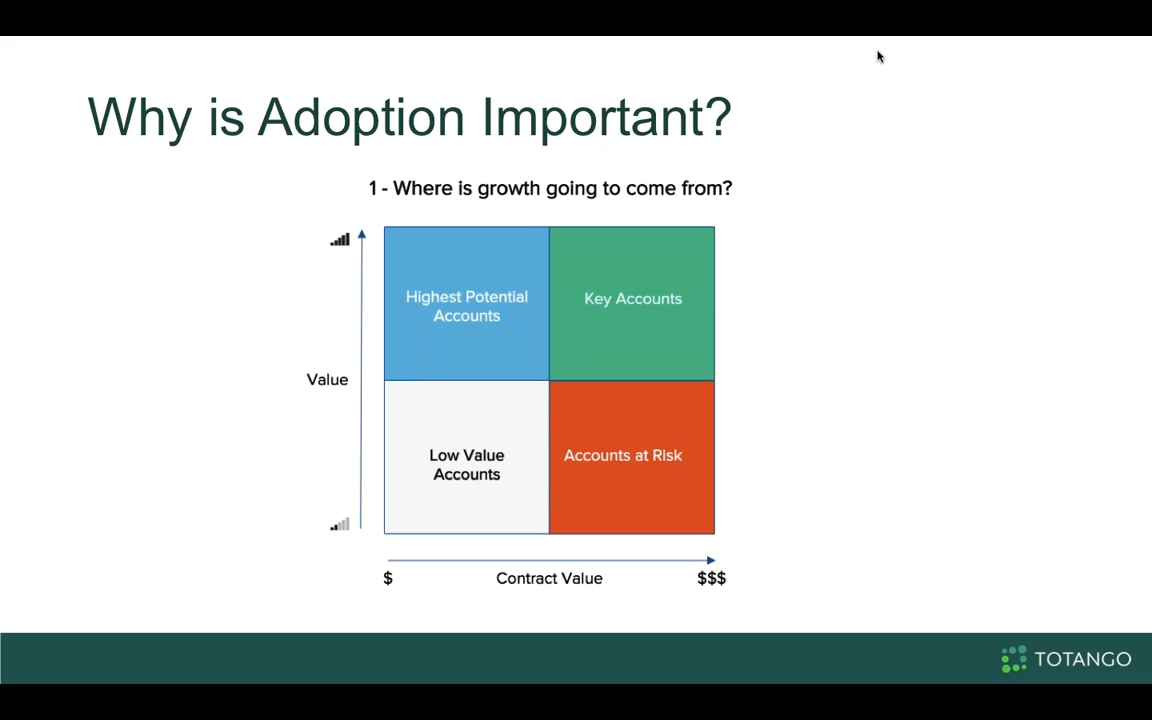 Why is Adoption Important?
1 - Where is growth going to come from?
Highest Potential
Accounts
Key Accounts
Value
Low Value
Accounts
Accounts at Risk
$
Contract Value
$$$
TOTANGO